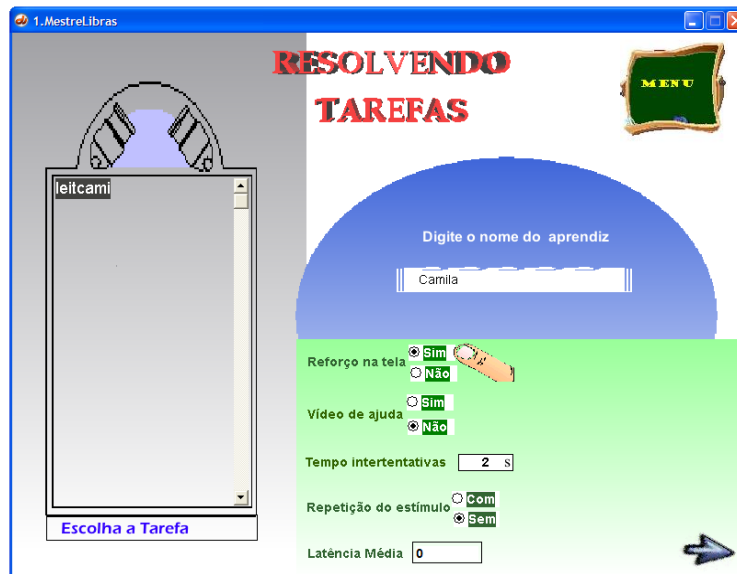 1.MestreLibras
RESOLVENDO
TAREFAS
MENU
leitcami
Escolha a Tarefa
Digite o nome do aprendiz
Camila
Reforço na tela
Sim
Não
Vídeo de ajuda
Sim
Não
Tempo intertentativas 2 s
Repetição do estímulo
Com
Sem
Latência Média 0